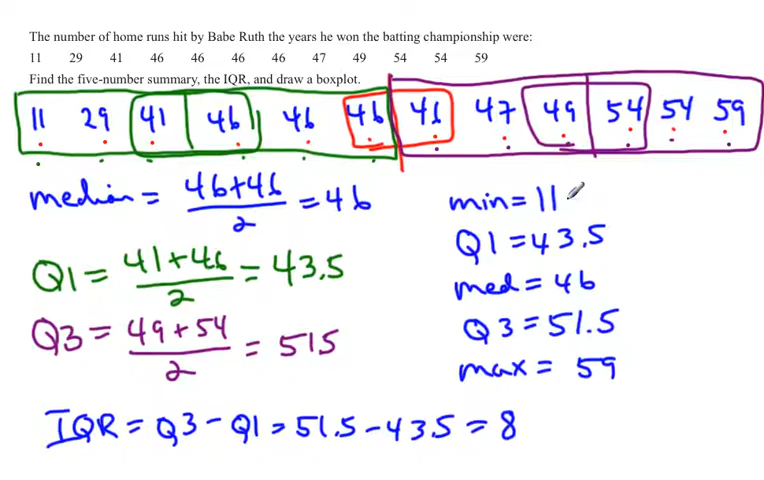 The number of home runs hit by Babe Ruth the years he won the batting championship were:
11 29 41 46 46 46 46 47 49 54 54 59
Find the five-number summary, the IQR, and draw a boxplot.
11 29 41 46 46 46 46 47 49 54 54 59
median = 46+46/2 = 46
min = 11
Q1 = 41+46/2 = 43.5
Q1 = 43.5
med = 46
Q3 = 49+54/2 = 515
Q3 = 51.5
max = 59
IQR = Q3 - Q1 = 51.5 - 43.5 = 8